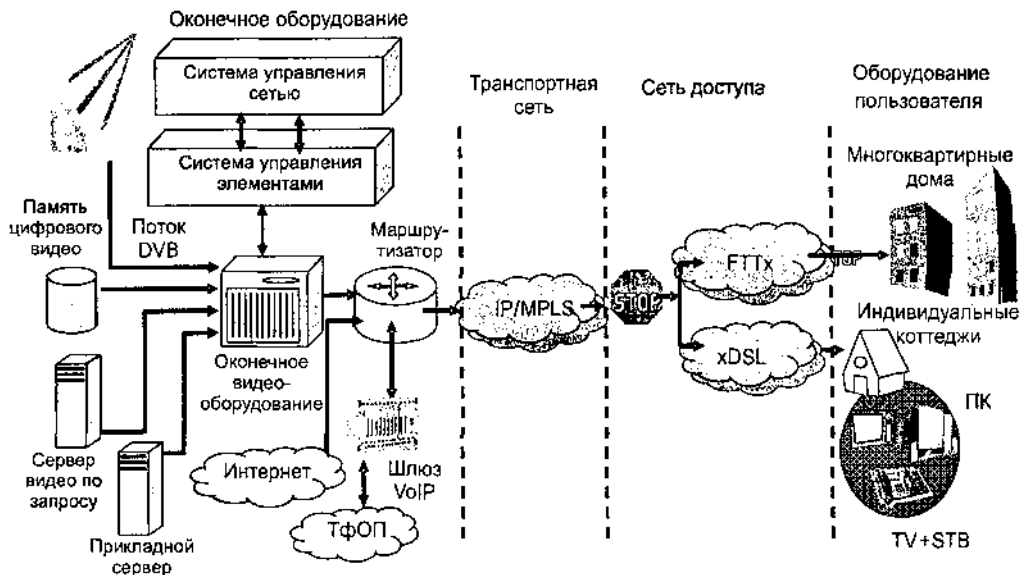 Оконечное оборудование
Система управления
сетью
Система управления
элементами
Транспортная
сеть
Сеть доступа
Оборудование
пользователя
Многоквартирные
дома
Память
цифрового
видео
Поток
DVB
Маршру-
тизатор
FTTx
IP/MPLS
STOP
Индивидуальные
коттеджи
xDSL
Оконечное
видео-
оборудование
ПК
Интернет
Шлюз
VoIP
Сервер
видео по
запросу
ТфОП
Прикладной
сервер
TV+STB